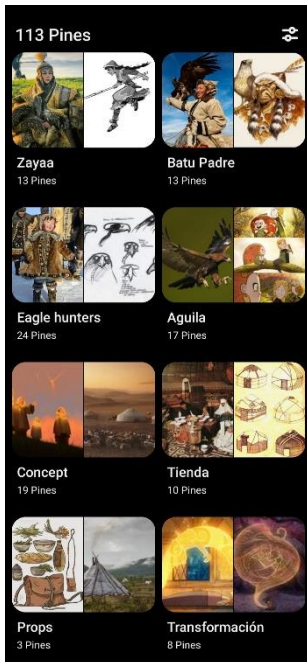 113 Pines
Zayaa
13 Pines
Batu Padre
13 Pines
Eagle hunters
24 Pines
Aguila
17 Pines
Concept
19 Pines
Tienda
10 Pines
Props
3 Pines
Transformación
8 Pines